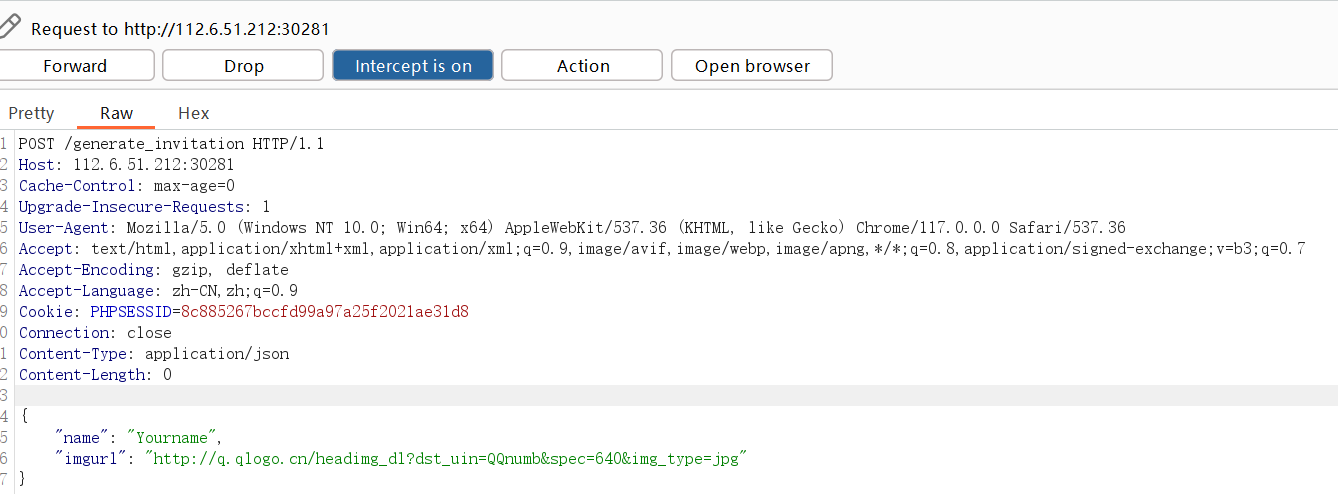 Request to http://112.6.51.212:30281
Forward Drop Intercept is on Action Open browser
Pretty Raw Hex
1 POST /generate_invitation HTTP/1.1
2 Host: 112.6.51.212:30281
3 Cache-Control: max-age=0
4 Upgrade-Insecure-Requests: 1
5 User-Agent: Mozilla/5.0 (Windows NT 10.0; Win64; x64) AppleWebKit/537.36 (KHTML, like Gecko) Chrome/117.0.0.0 Safari/537.36
6 Accept: text/html,application/xhtml+xml,application/xml;q=0.9,image/avif,image/webp,image/apng,*/*;q=0.8,application/signed-exchange;v=b3;q=0.7
7 Accept-Encoding: gzip, deflate
8 Accept-Language: zh-CN,zh;q=0.9
9 Cookie: PHPSESSID=8c885267bccfd99a97a25f2021ae31d8
0 Connection: close
1 Content-Type: application/json
2 Content-Length: 0
3
4 {
5 "name": "Yourname",
6 "imgurl": "http://q.qlogo.cn/headimg_dl?dst_uin=QQnumb&spec=640&img_type=jpg"
7 }